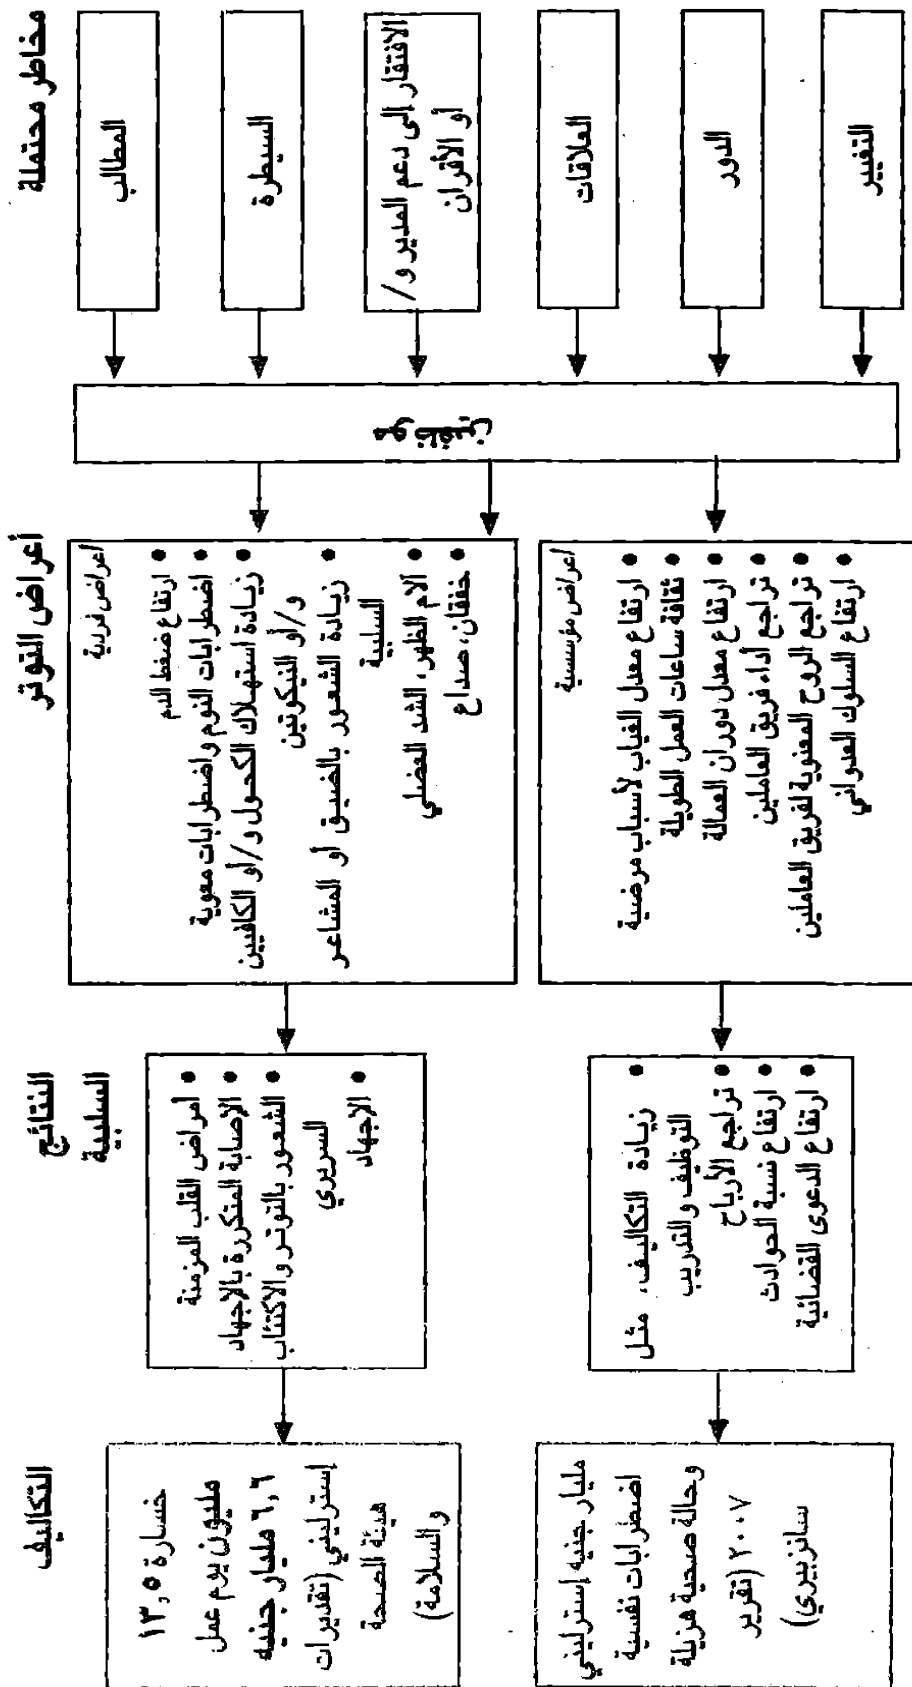 مخاطر محتملة
المطالب
السيطرة
الافتقار إلى دعم المدير و/
أو الأقران
العلاقات
الدور
التغيير
أعراض التوتر
أعراض فردية
• ارتفاع ضغط الدم
• اضطرابات النوم واضطرابات معوية
• زيادة استهلاك الكحول و/أو الكافيين
و/أو النيكوتين
• زيادة الشعور بالضيق أو المشاعر
السلبية
• آلام الظهر، الشد العضلي
• خفقان، صداع
أعراض مؤسسية
• ارتفاع معدل الغياب لأسباب مرضية
• ثقافة ساعات العمل الطويلة
• ارتفاع معدل دوران العمالة
• تراجع أداء فريق العاملين
• تراجع الروح المعنوية لفريق العاملين
• ارتفاع السلوك العدواني
النتائج
السلبية
• أمراض القلب المزمنة
• الإصابة المتكررة بالإجهاد
• الشعور بالتوتر والاكتئاب
السريري
• الإجهاد
• زيادة التكاليف، مثل
التوظيف والتدريب
• تراجع الأرباح
• ارتفاع نسبة الحوادث
• ارتفاع الدعوى القضائية
التكاليف
خسارة ١٣,٥
مليون يوم عمل
٦,٦ مليار جنيه
إسترليني (تقديرات
هيئة الصحة
والسلامة)
مليار جنيه إسترليني
اضطرابات نفسية
وحالة صحية هزيلة
٢٠٠٧ (تقرير
سانزبيري)